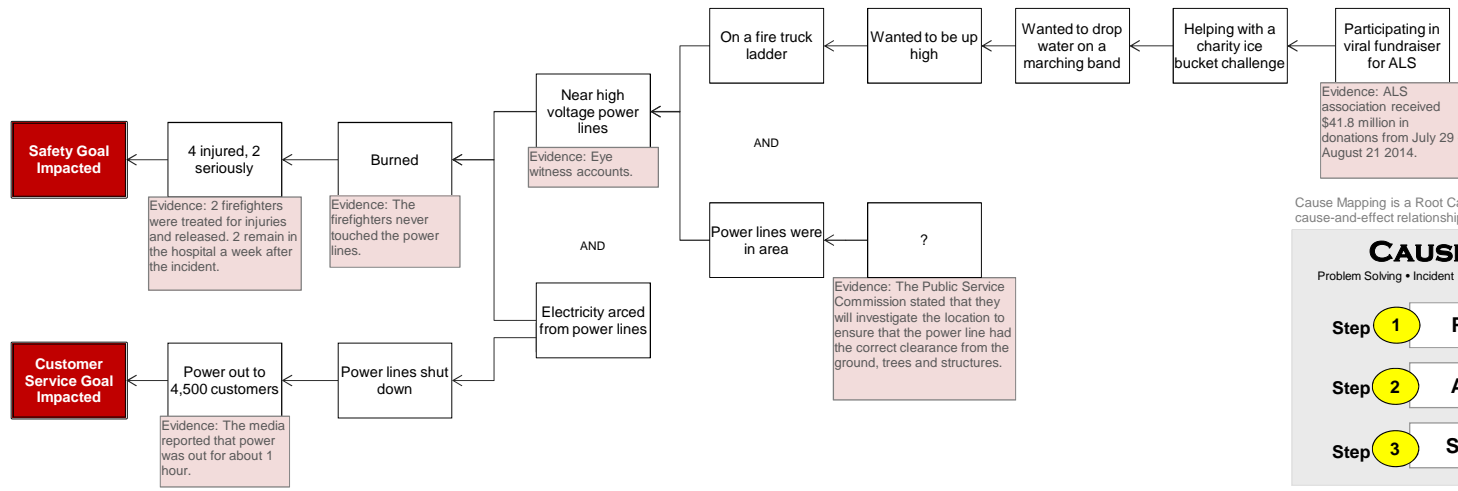 On a fire truck
ladder
Wanted to be up
high
Wanted to drop
water on a
marching band
Helping with a
charity ice
bucket challenge
Participating in
viral fundraiser
for ALS
Evidence: ALS
association received
$41.8 million in
donations from July 29
August 21 2014.
Near high
voltage power
lines
Evidence: Eye
witness accounts.
AND
Safety Goal
Impacted
4 injured, 2
seriously
Evidence: 2 firefighters
were treated for injuries
and released. 2 remain in
the hospital a week after
the incident.
Burned
Evidence: The
firefighters never
touched the power
lines.
AND
Power lines were
in area
?
Evidence: The Public Service
Commission stated that they
will investigate the location to
ensure that the power line had
the correct clearance from the
ground, trees and structures.
Electricity arced
from power lines
Customer
Service Goal
Impacted
Power out to
4,500 customers
Evidence: The media
reported that power
was out for about 1
hour.
Power lines shut
down
Cause Mapping is a Root
cause-and-effect
Problem Solving • Incident
Step 1
Step 2
Step 3